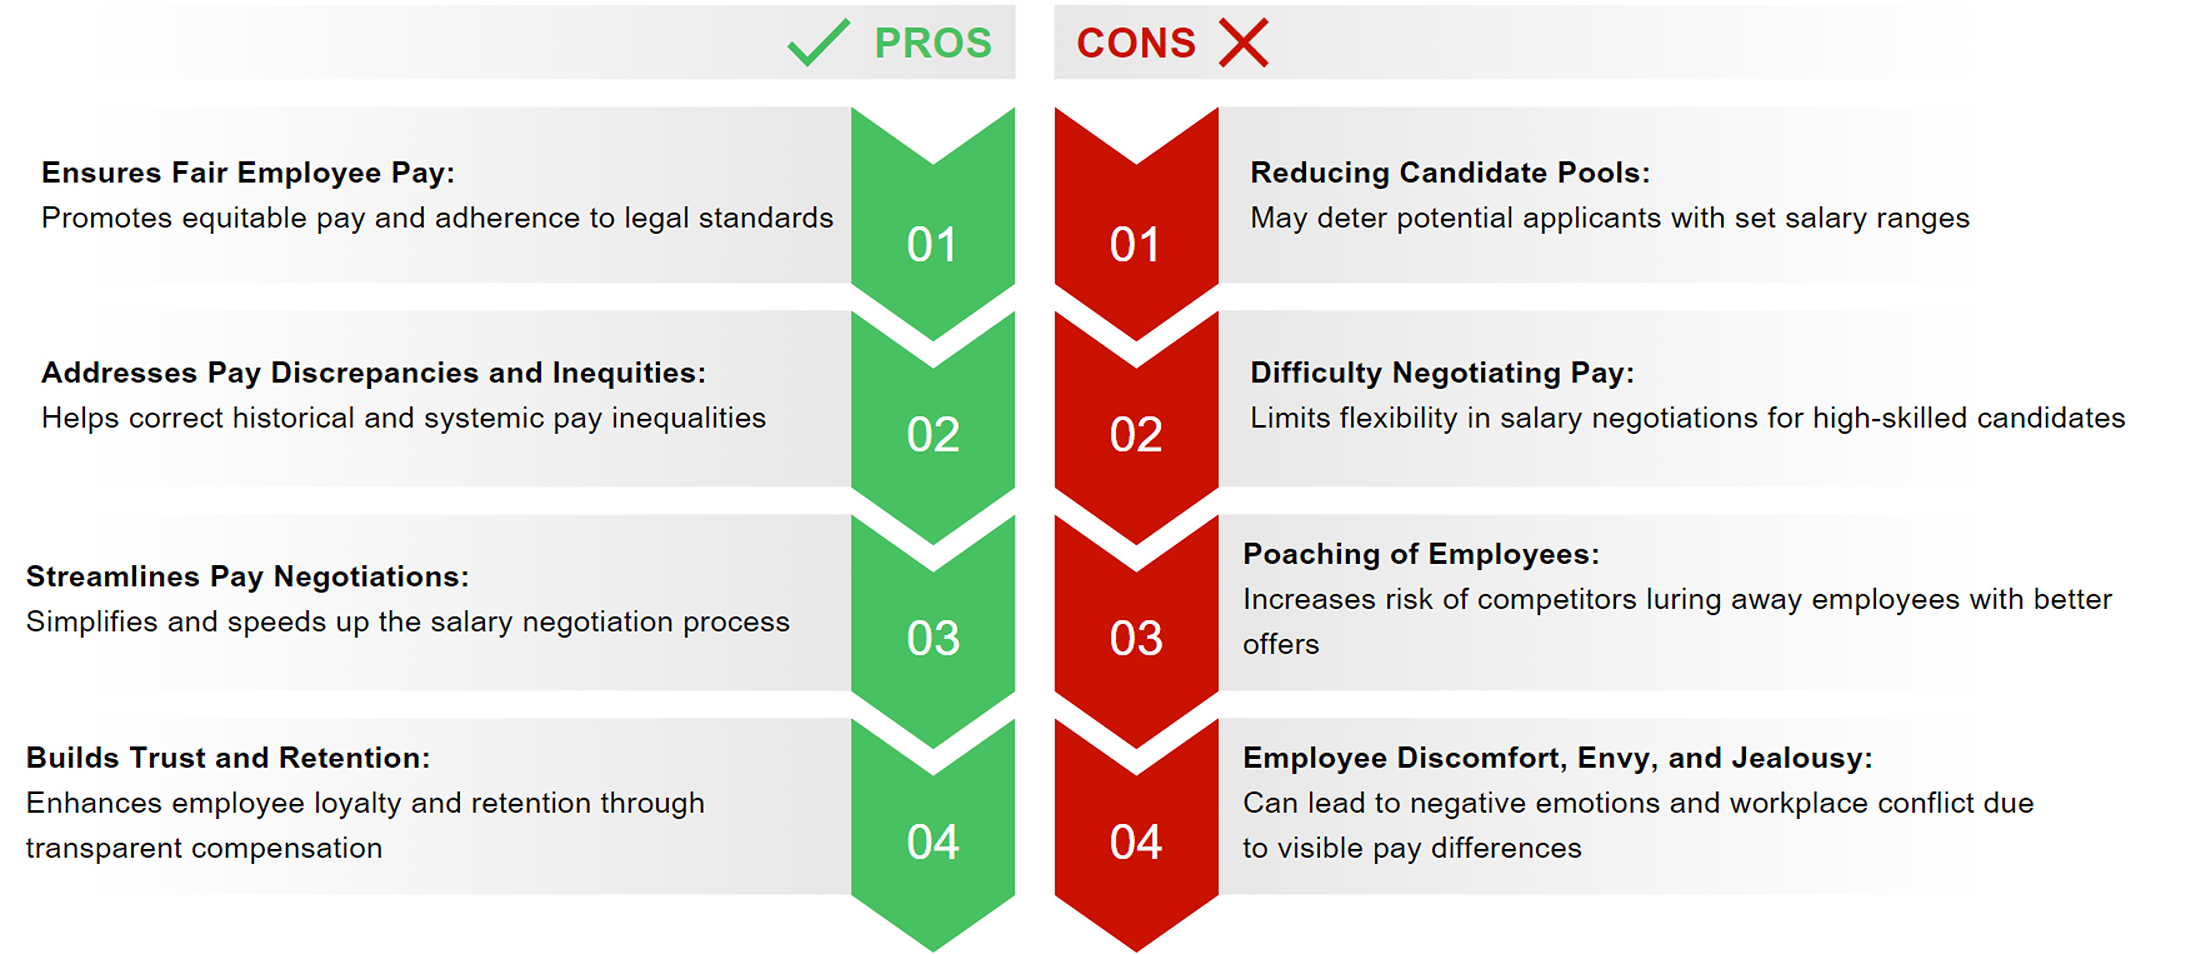 PROS
Ensures Fair Employee Pay:
Promotes equitable pay and adherence to legal standards
01
Addresses Pay Discrepancies and Inequities:
Helps correct historical and systemic pay inequalities
02
Streamlines Pay Negotiations:
Simplifies and speeds up the salary negotiation process
03
Builds Trust and Retention:
Enhances employee loyalty and retention through
transparent compensation
04
CONS
01
Reducing Candidate Pools:
May deter potential applicants with set salary ranges
02
Difficulty Negotiating Pay:
Limits flexibility in salary negotiations for high-skilled candidates
03
Poaching of Employees:
Increases risk of competitors luring away employees with better
offers
04
Employee Discomfort, Envy, and Jealousy:
Can lead to negative emotions and workplace conflict due
to visible pay differences